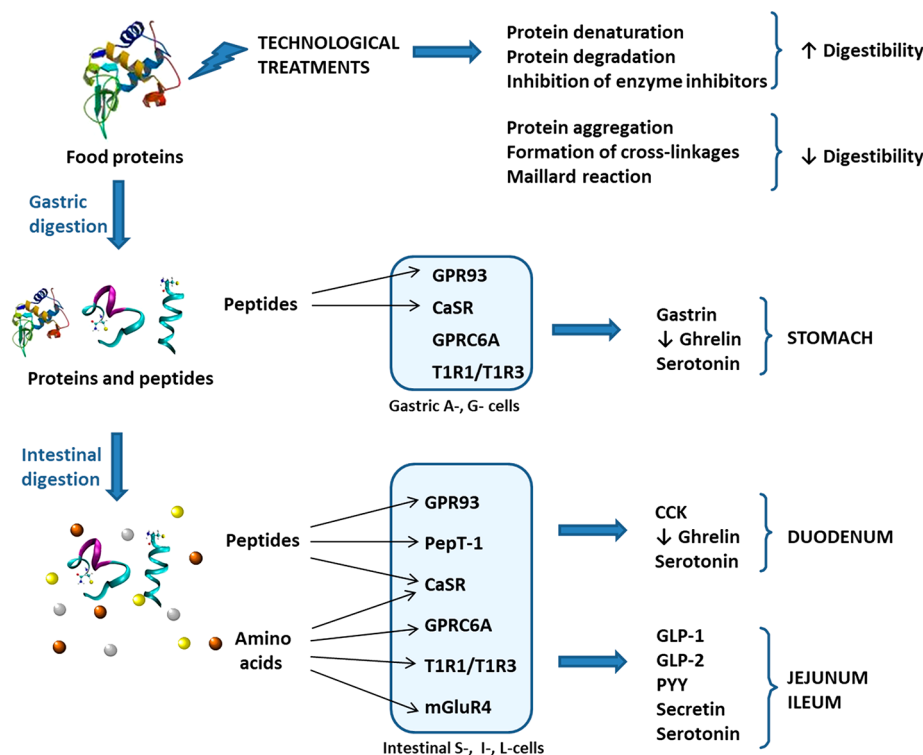 TECHNOLOGICAL
TREATMENTS
Protein denaturation
Protein degradation
Inhibition of enzyme inhibitors
↑ Digestibility
Protein aggregation
Formation of cross-linkages
Maillard reaction
↓ Digestibility
Food proteins
Gastric
digestion
Peptides
GPR93
CaSR
GPRC6A
T1R1/T1R3
Gastric A-, G- cells
Gastrin
↓ Ghrelin
Serotonin
STOMACH
Proteins and peptides
Intestinal
digestion
Peptides
Amino
acids
GPR93
PepT-1
CaSR
GPRC6A
T1R1/T1R3
mGluR4
Intestinal S-, I-, L-cells
CCK
↓ Ghrelin
Serotonin
DUODENUM
GLP-1
GLP-2
PYY
Secretin
Serotonin
JEJUNUM
ILEUM